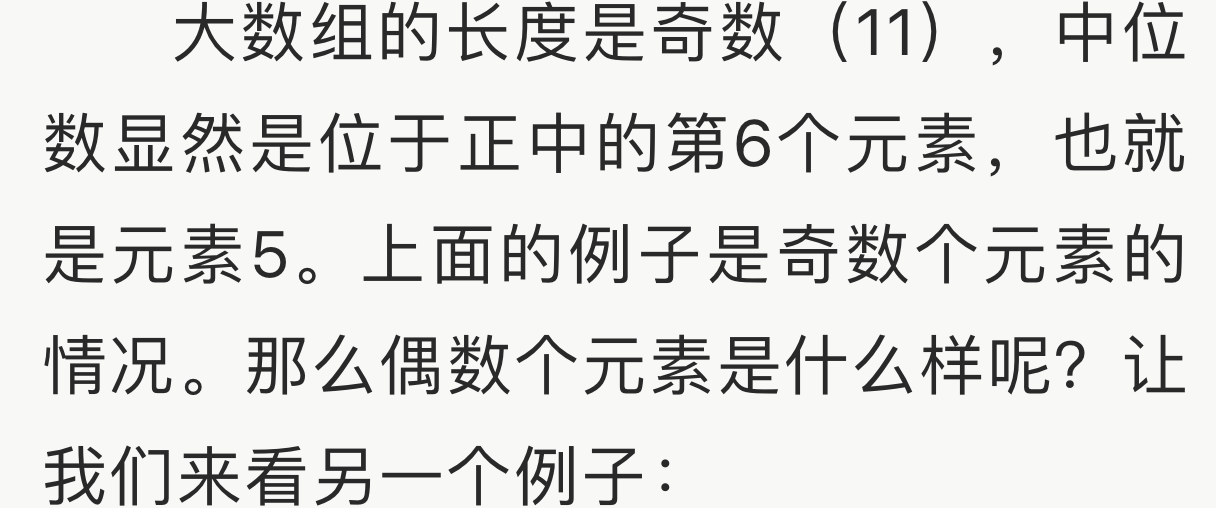 大数组的长度是奇数（11），中位
数显然是位于正中的第6个元素，也就
是元素5。上面的例子是奇数个元素的
情况。那么偶数个元素是什么样呢？让
我们来看另一个例子：